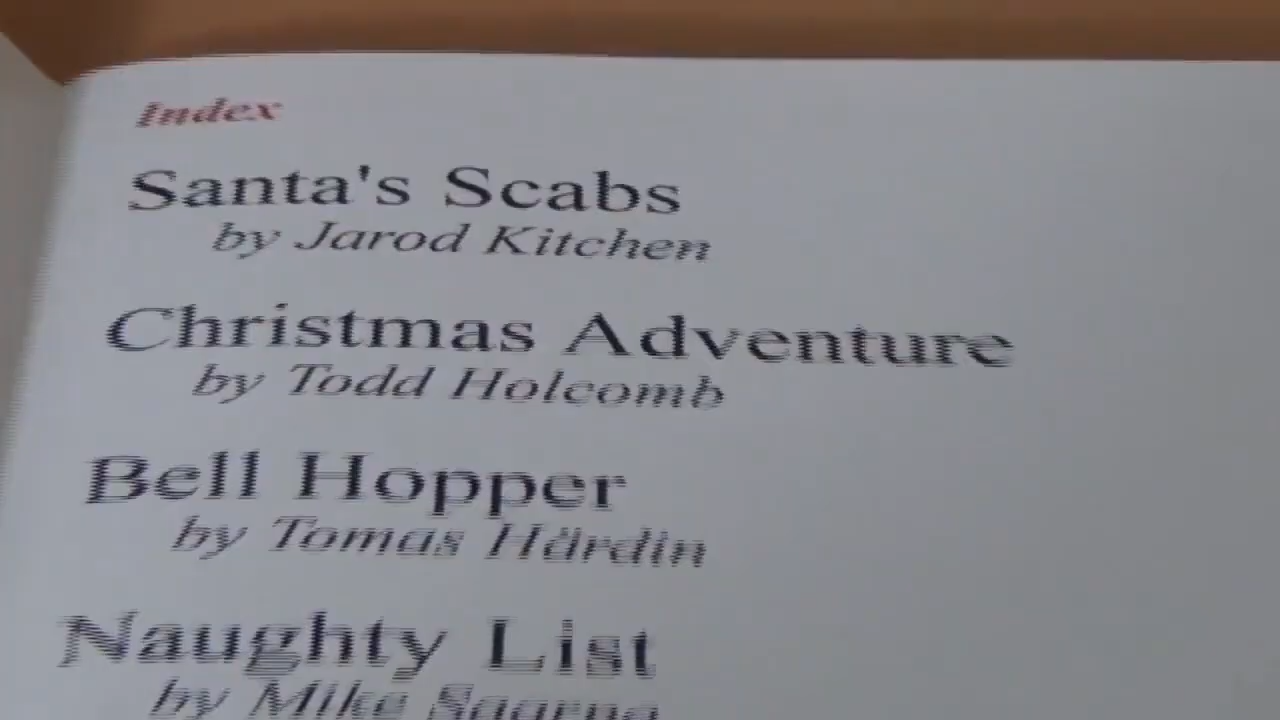 Index
Santa's Scabs
by Jarod Kitchen
Christmas Adventure
by Todd Holcomb
Bell Hopper
by Tomas Härdin
Naughty List
by Mike